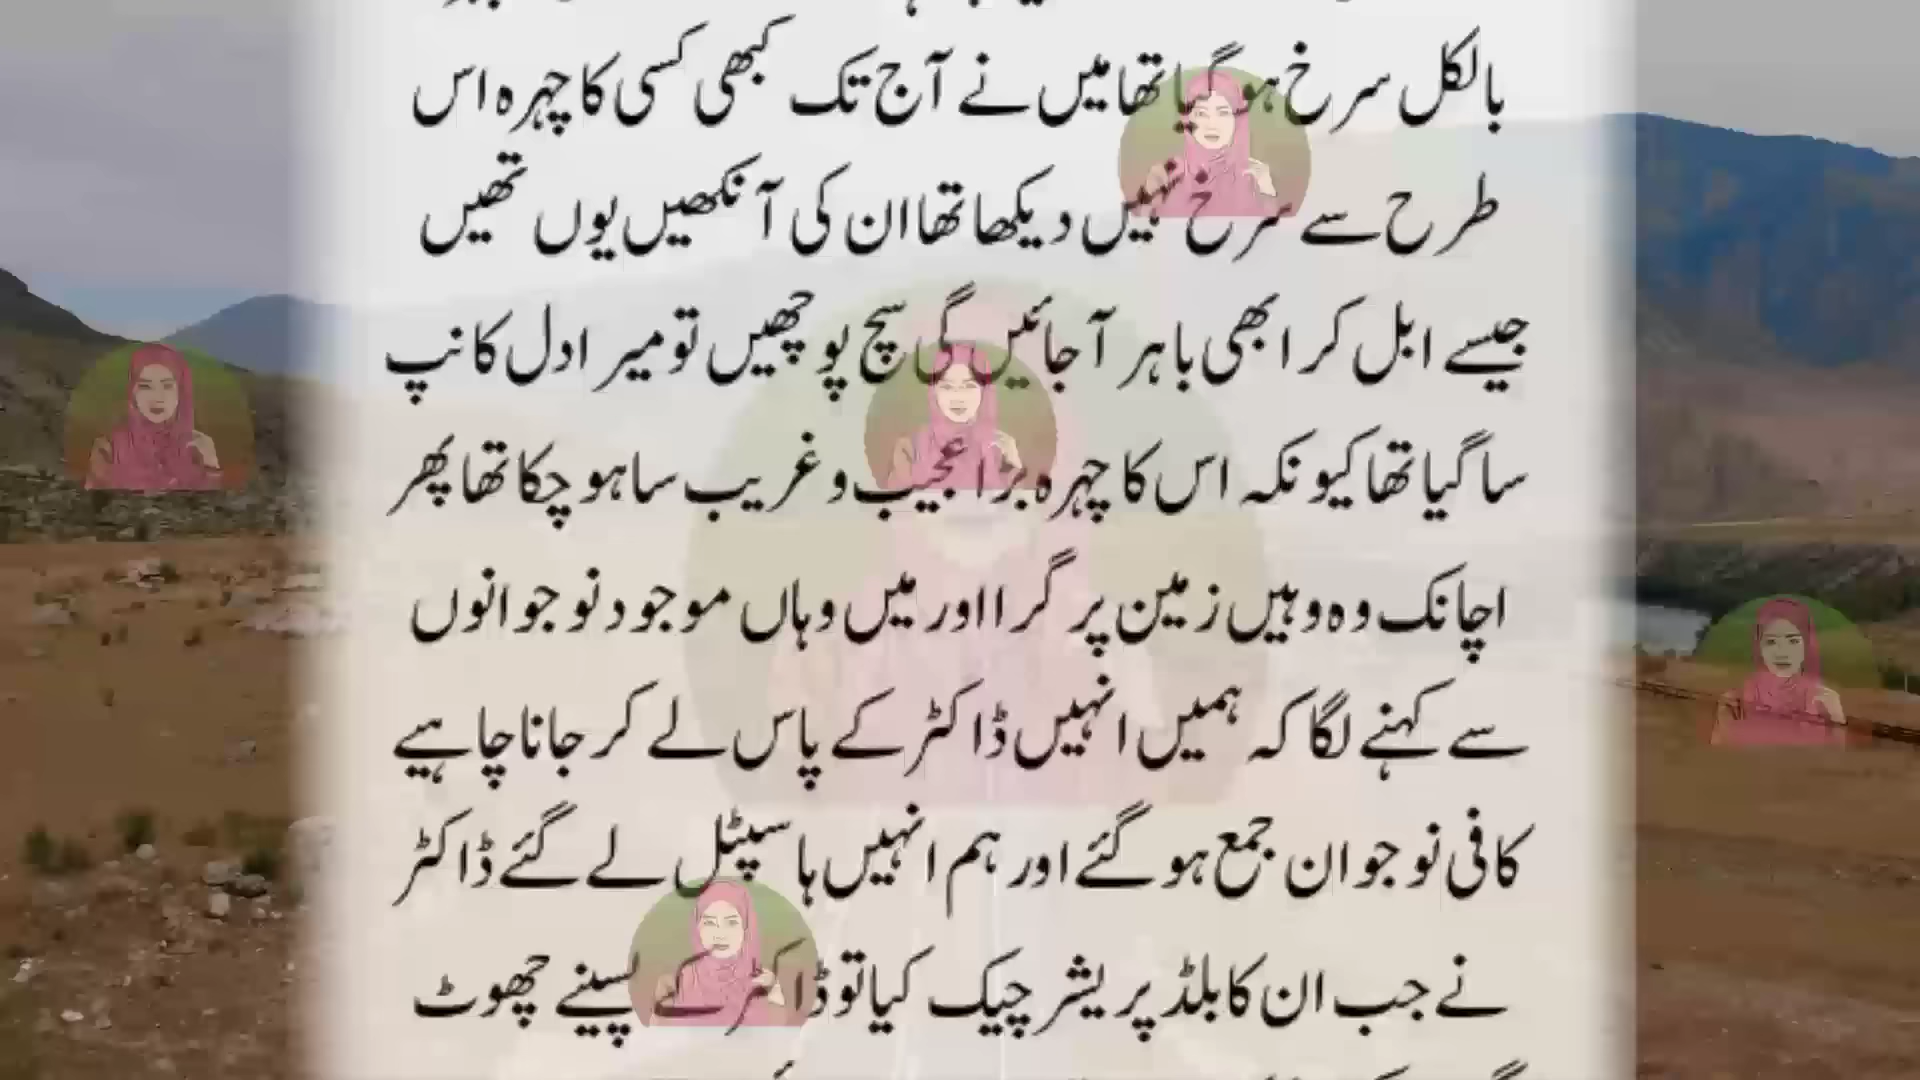 بالکل سرخ ہو گیا تھا میں نے آج تک کبھی کسی کا چہرہ اس
طرح سے سرخ نہیں دیکھا تھا ان کی آنکھیں یوں تھیں
جیسے ابل کر ابھی باہر آجائیں گی سچ پوچھیں تو میرا دل کانپ
سا گیا تھا کیونکہ اس کا چہرہ بڑا عجیب و غریب سا ہو چکا تھا پھر
اچانک وہ وہیں زمین پر گرا اور میں وہاں موجود نوجوانوں
سے کہنے لگا کہ ہمیں انہیں ڈاکٹر کے پاس لے کر جانا چاہیے
کافی نوجوان جمع ہو گئے اور ہم انہیں ہاسپٹل لے گئے ڈاکٹر
نے جب ان کا بلڈ پریشر چیک کیا تو ڈاکٹر کے پسینے چھوٹ